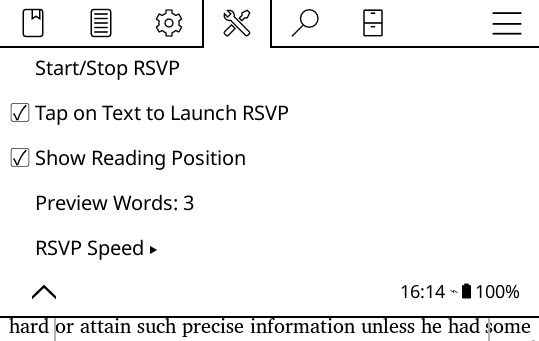 Start/Stop RSVP
Tap on Text to Launch RSVP
Show Reading Position
Preview Words: 3
RSVP Speed ▸
16:14 100%
hard or attain such precise information unless he had some